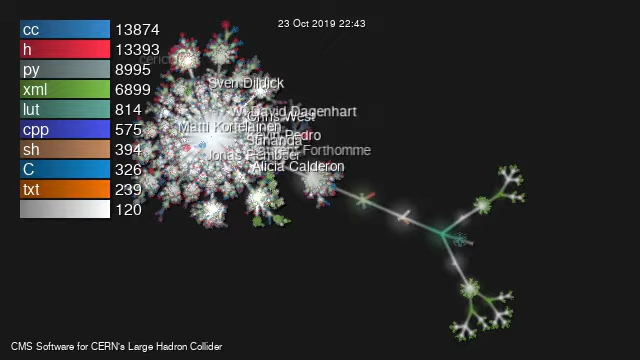 23 Oct 2019 22:43
cc 13874
h 13393
py 8995
xml 6899
lut 814
cpp 575
sh 394
C 326
txt 239
120
Sven Dildick
W. David Dagenhart
Chris West
Matti Kortelainen
Pedro
Sunanda
Forthomme
Jonas Rembser
Alicia Calderon
CMS Software for CERN's Large Hadron Collider